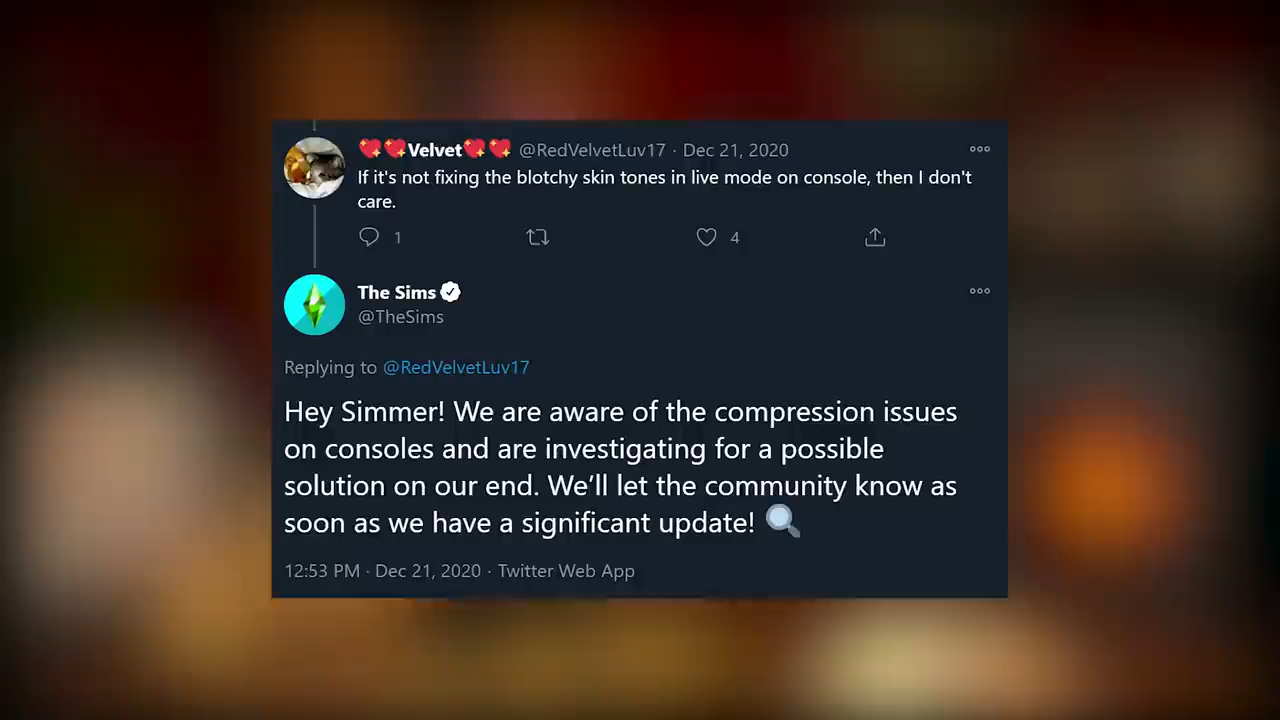 💖💖Velvet💖💖 @RedVelvetLuv17 · Dec 21, 2020
If it's not fixing the blotchy skin tones in live mode on console, then I don't
care.
1 4
The Sims
@TheSims
Replying to @RedVelvetLuv17
Hey Simmer! We are aware of the compression issues
on consoles and are investigating for a possible
solution on our end. We’ll let the community know as
soon as we have a significant update! 🔍
12:53 PM · Dec 21, 2020 · Twitter Web App